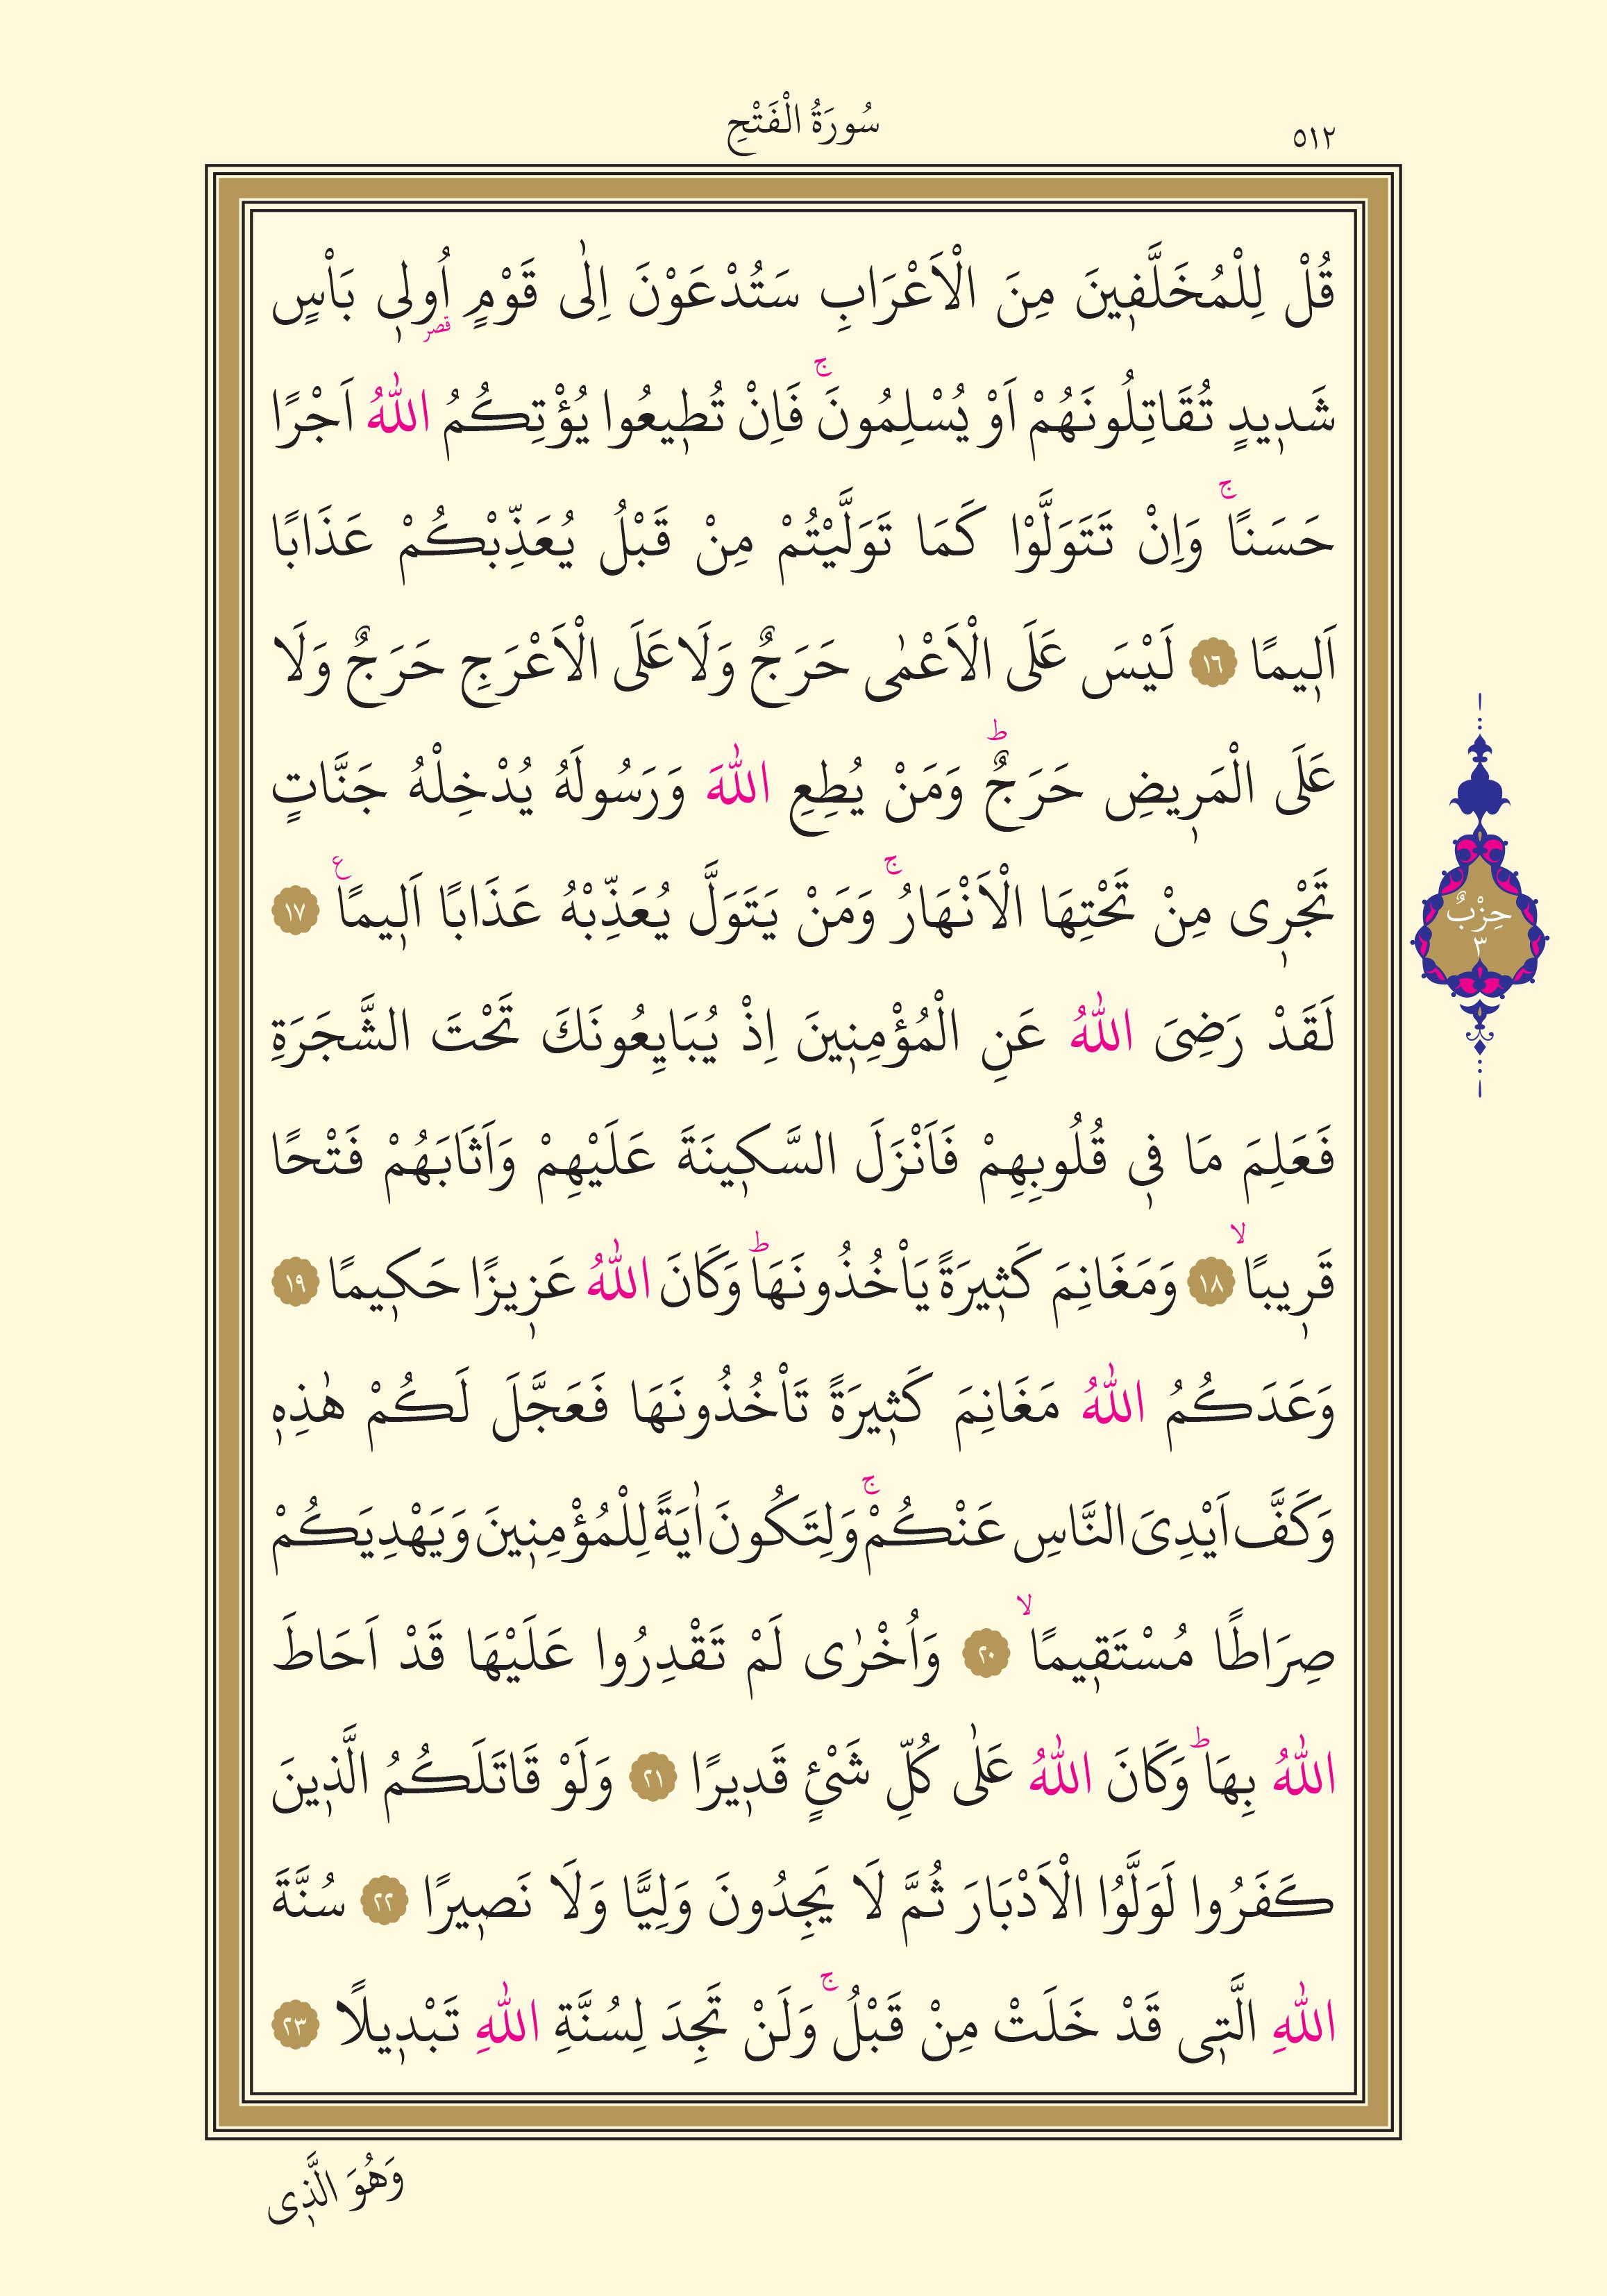 ٥١٢
سُورَةُ الْفَتْحِ
قُلْ لِلْمُخَلَّف۪ينَ مِنَ الْاَعْرَابِ سَتُدْعَوْنَ اِلٰى قَوْمٍ اُو۬ل۪ي بَأْسٍ
قصر
شَد۪يدٍ تُقَاتِلُونَهُمْ اَوْ يُسْلِمُونَۚ فَاِنْ تُط۪يعُوا يُؤْتِكُمُ اللّٰهُ اَجْرًا
حَسَنًاۚ وَاِنْ تَتَوَلَّوْا كَمَا تَوَلَّيْتُمْ مِنْ قَبْلُ يُعَذِّبْكُمْ عَذَابًا
اَل۪يمًا ﴿١٦﴾ لَيْسَ عَلَى الْاَعْمٰى حَرَجٌ وَلَا عَلَى الْاَعْرَجِ حَرَجٌ وَلَا
عَلَى الْمَر۪يضِ حَرَجٌۜ وَمَنْ يُطِعِ اللّٰهَ وَرَسُولَهُ يُدْخِلْهُ جَنَّاتٍ
تَجْر۪ى مِنْ تَحْتِهَا الْاَنْهَارُۚ وَمَنْ يَتَوَلَّ يُعَذِّبْهُ عَذَابًا اَل۪يمًاۧ ﴿١٧﴾
لَقَدْ رَضِىَ اللّٰهُ عَنِ الْمُؤْمِن۪ينَ اِذْ يُبَايِعُونَكَ تَحْتَ الشَّجَرَةِ
حِزْبٌ
٣
فَعَلِمَ مَا ف۪ى قُلُوبِهِمْ فَاَنْزَلَ السَّك۪ينَةَ عَلَيْهِمْ وَاَثَابَهُمْ فَتْحًا
قَر۪يبًاۙ ﴿١٨﴾ وَمَغَانِمَ كَث۪يرَةً يَأْخُذُونَهَاۜ وَكَانَ اللّٰهُ عَز۪يزًا حَك۪يمًا ﴿١٩﴾
وَعَدَكُمُ اللّٰهُ مَغَانِمَ كَث۪يرَةً تَأْخُذُونَهَا فَعَجَّلَ لَكُمْ هٰذِه۪
وَكَفَّ اَيْدِىَ النَّاسِ عَنْكُمْۚ وَلِتَكُونَ اٰيَةً لِلْمُؤْمِن۪ينَ وَيَهْدِيَكُمْ
صِرَاطًا مُسْتَق۪يمًاۙ ﴿٢٠﴾ وَاُخْرٰى لَمْ تَقْدِرُوا عَلَيْهَا قَدْ اَحَاطَ
اللّٰهُ بِهَاۜ وَكَانَ اللّٰهُ عَلٰى كُلِّ شَىْءٍ قَد۪يرًا ﴿٢١﴾ وَلَوْ قَاتَلَكُمُ الَّذ۪ينَ
كَفَرُوا لَوَلَّوُا الْاَدْبَارَ ثُمَّ لَا يَجِدُونَ وَلِيًّا وَلَا نَص۪يرًا ﴿٢٢﴾ سُنَّةَ
اللّٰهِ الَّت۪ى قَدْ خَلَتْ مِنْ قَبْلُۚ وَلَنْ تَجِدَ لِسُنَّةِ اللّٰهِ تَبْد۪يلًا ﴿٢٣﴾
وَهُوَ الَّذ۪ى